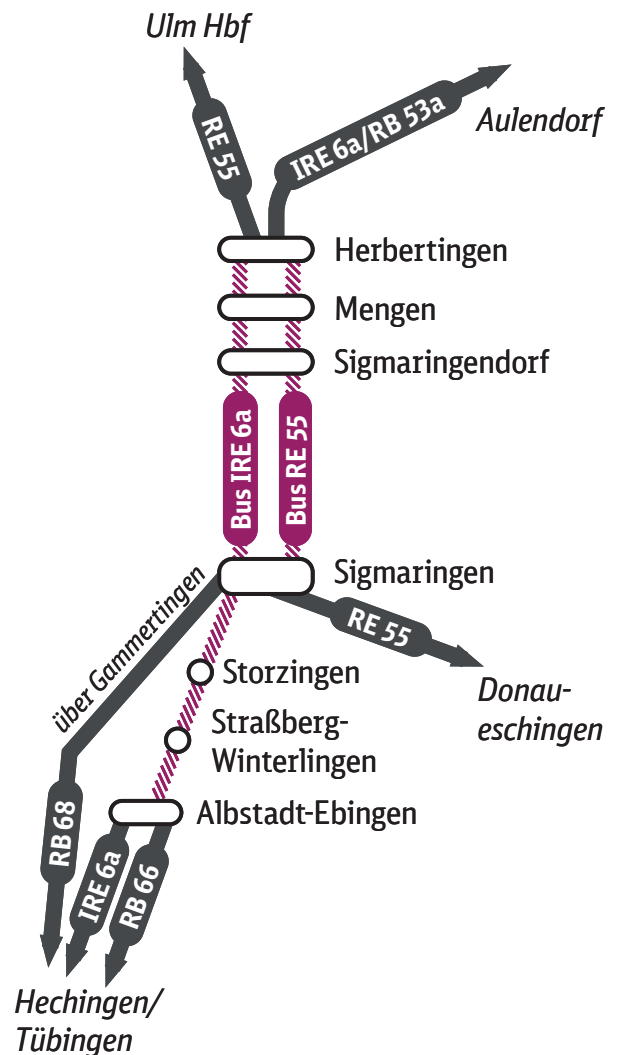 Ulm Hbf
RE 55
IRE 6a/RB 53a
Aulendorf
Herbertingen
Mengen
Sigmaringendorf
Bus IRE 6a
Bus RE 55
Sigmaringen
über Gammertingen
RE 55
Donau-
eschingen
Storzingen
Straßberg-
Winterlingen
Albstadt-Ebingen
RB 68
IRE 6a
RB 66
Hechingen/
Tübingen